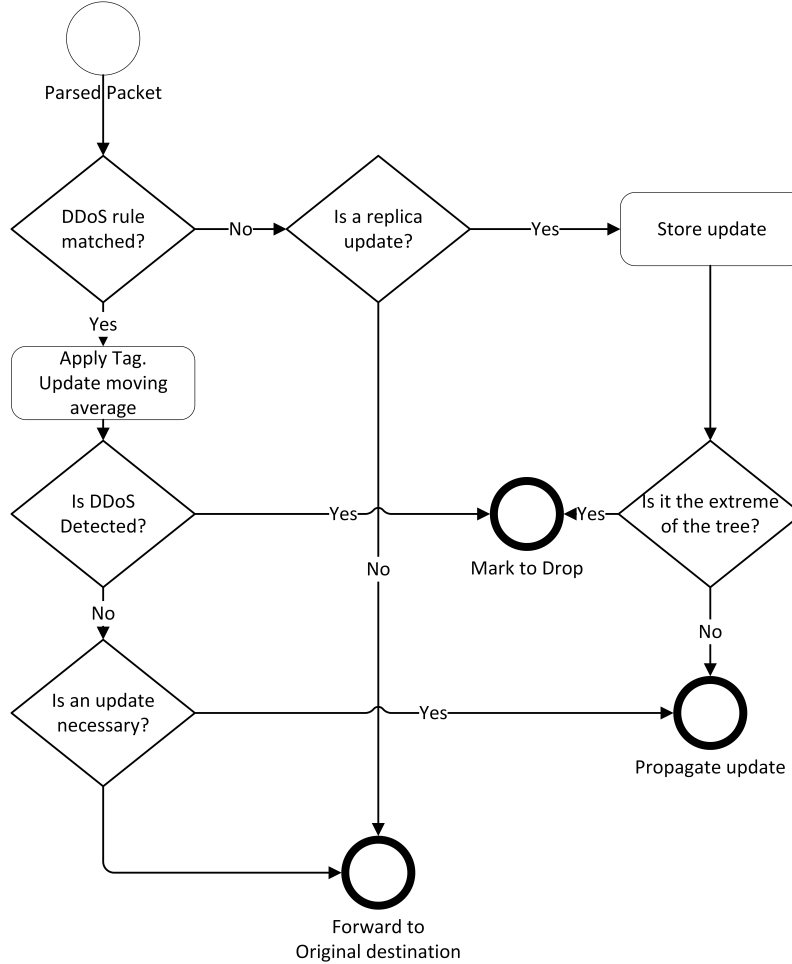 Parsed Packet
DDoS rule
matched?
No
Is a replica
update?
Yes
Store update
Yes
Apply Tag.
Update moving
average
Is DDoS
Detected?
Yes
Mark to Drop
Yes
Is it the extreme
of the tree?
No
No
No
Is an update
necessary?
Yes
Propagate update
Forward to
Original destination